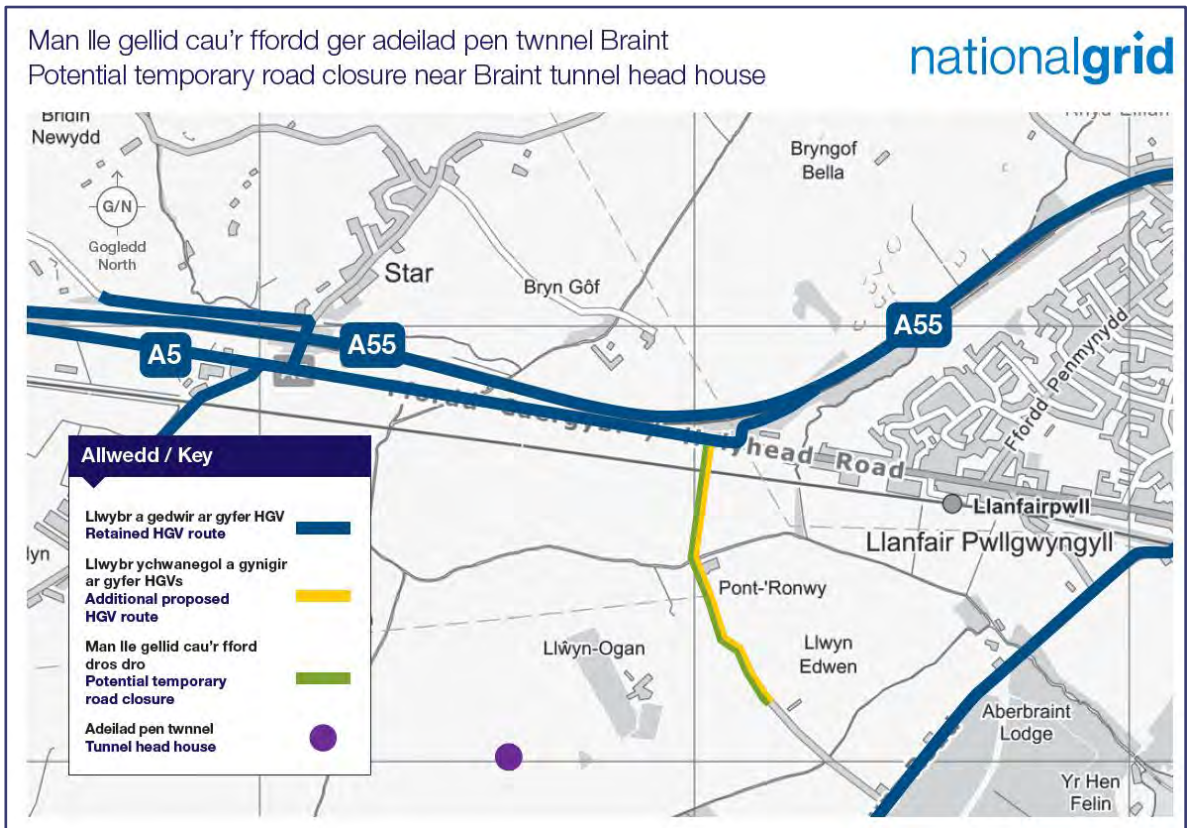 Man lle gellid cau'r ffordd ger adeilad pen twnnel Braint
Potential temporary road closure near Braint tunnel head house
nationalgrid
Bridin
Newydd
G/N
Gogledd
North
Star
Bryn Gôf
Bryngof
Bella
A5
A55
A55
Holyhead Road
Ffordd Penmynydd
Llanfairpwll
Llanfair Pwllgwyngyll
Pont-'Ronwy
Llwyn
Edwen
Llŵyn-Ogan
Aberbraint
Lodge
Yr Hen
Felin
lyn
Allwedd / Key
Llwybr a gedwir ar gyfer HGV
Retained HGV route
Llwybr ychwanegol a gynigir
ar gyfer HGVs
Additional proposed
HGV route
Man lle gellid cau'r fford
dros dro
Potential temporary
road closure
Adeilad pen twnnel
Tunnel head house